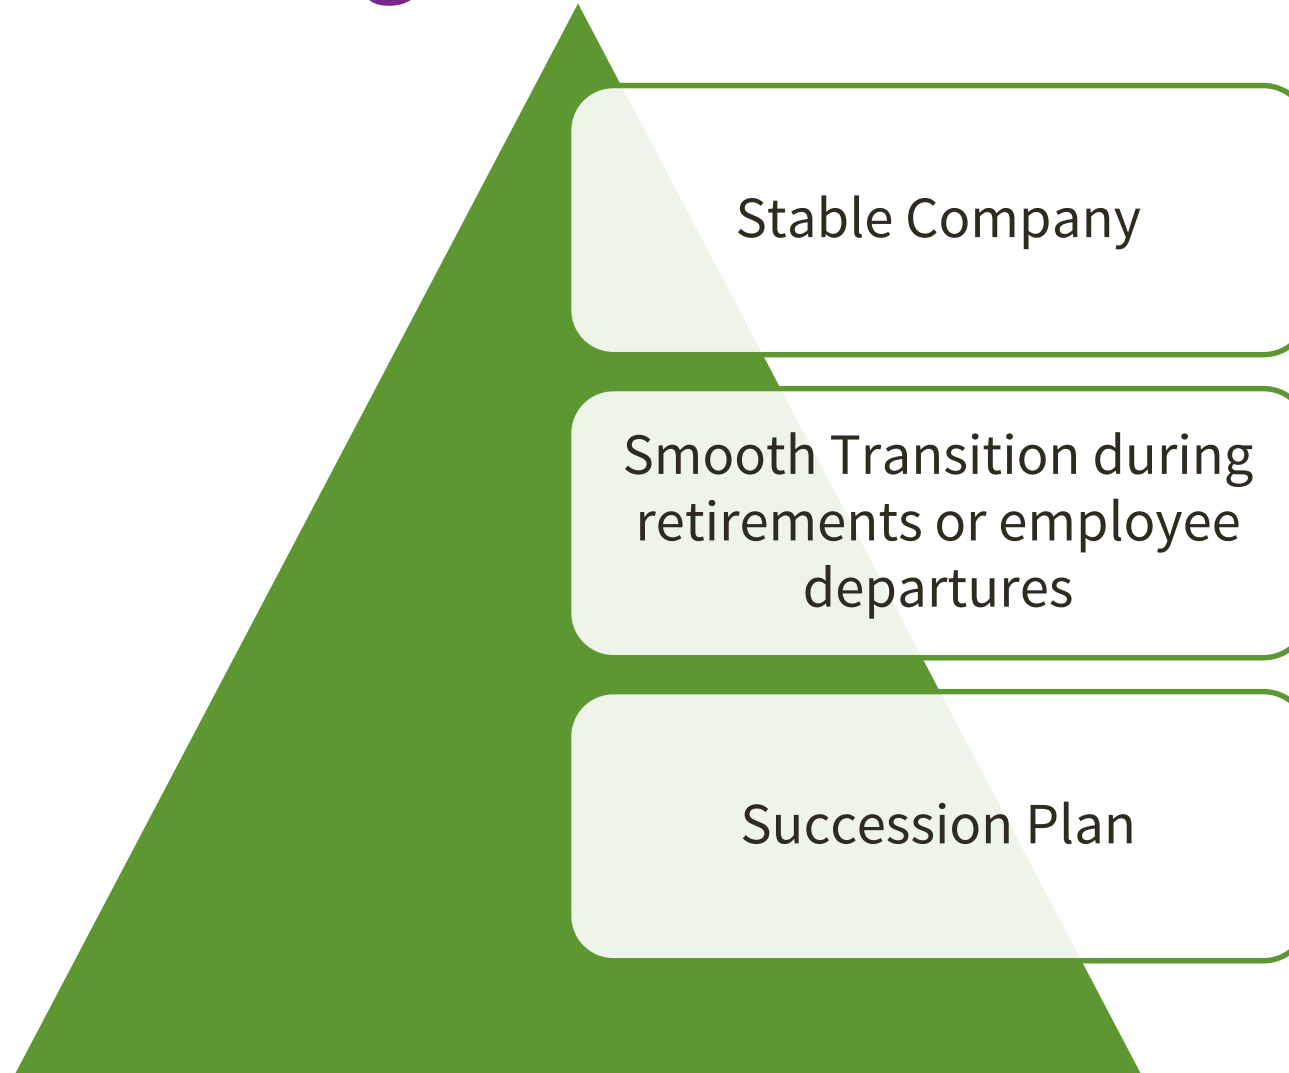 Stable Company
Smooth Transition during
retirements or employee
departures
Succession Plan